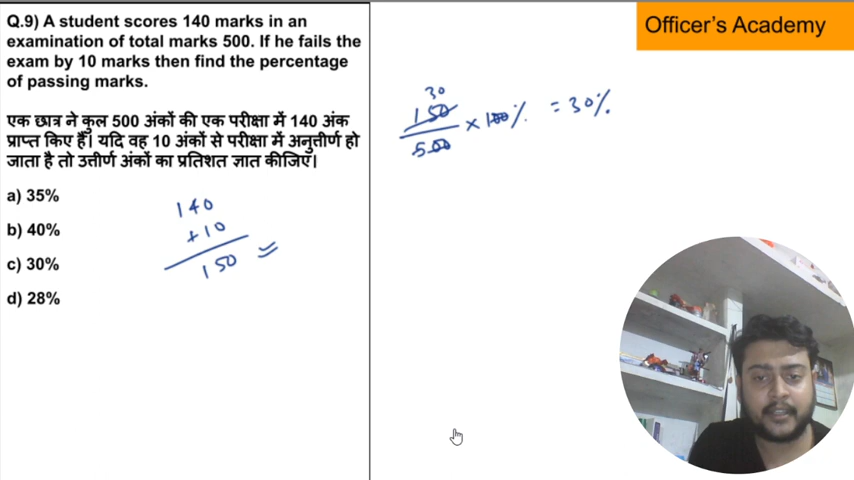 Officer's Academy
Q.9) A student scores 140 marks in an
examination of total marks 500. If he fails the
exam by 10 marks then find the percentage
of passing marks.
एक छात्र ने कुल 500 अंकों की एक परीक्षा में 140 अंक
प्राप्त किए हैं। यदि वह 10 अंकों से परीक्षा में अनुत्तीर्ण हो
जाता है तो उत्तीर्ण अंकों का प्रतिशत ज्ञात कीजिए।
a) 35%
b) 40%
c) 30%
d) 28%
140
+10
150 =
30
150
500
× 100% = 30%